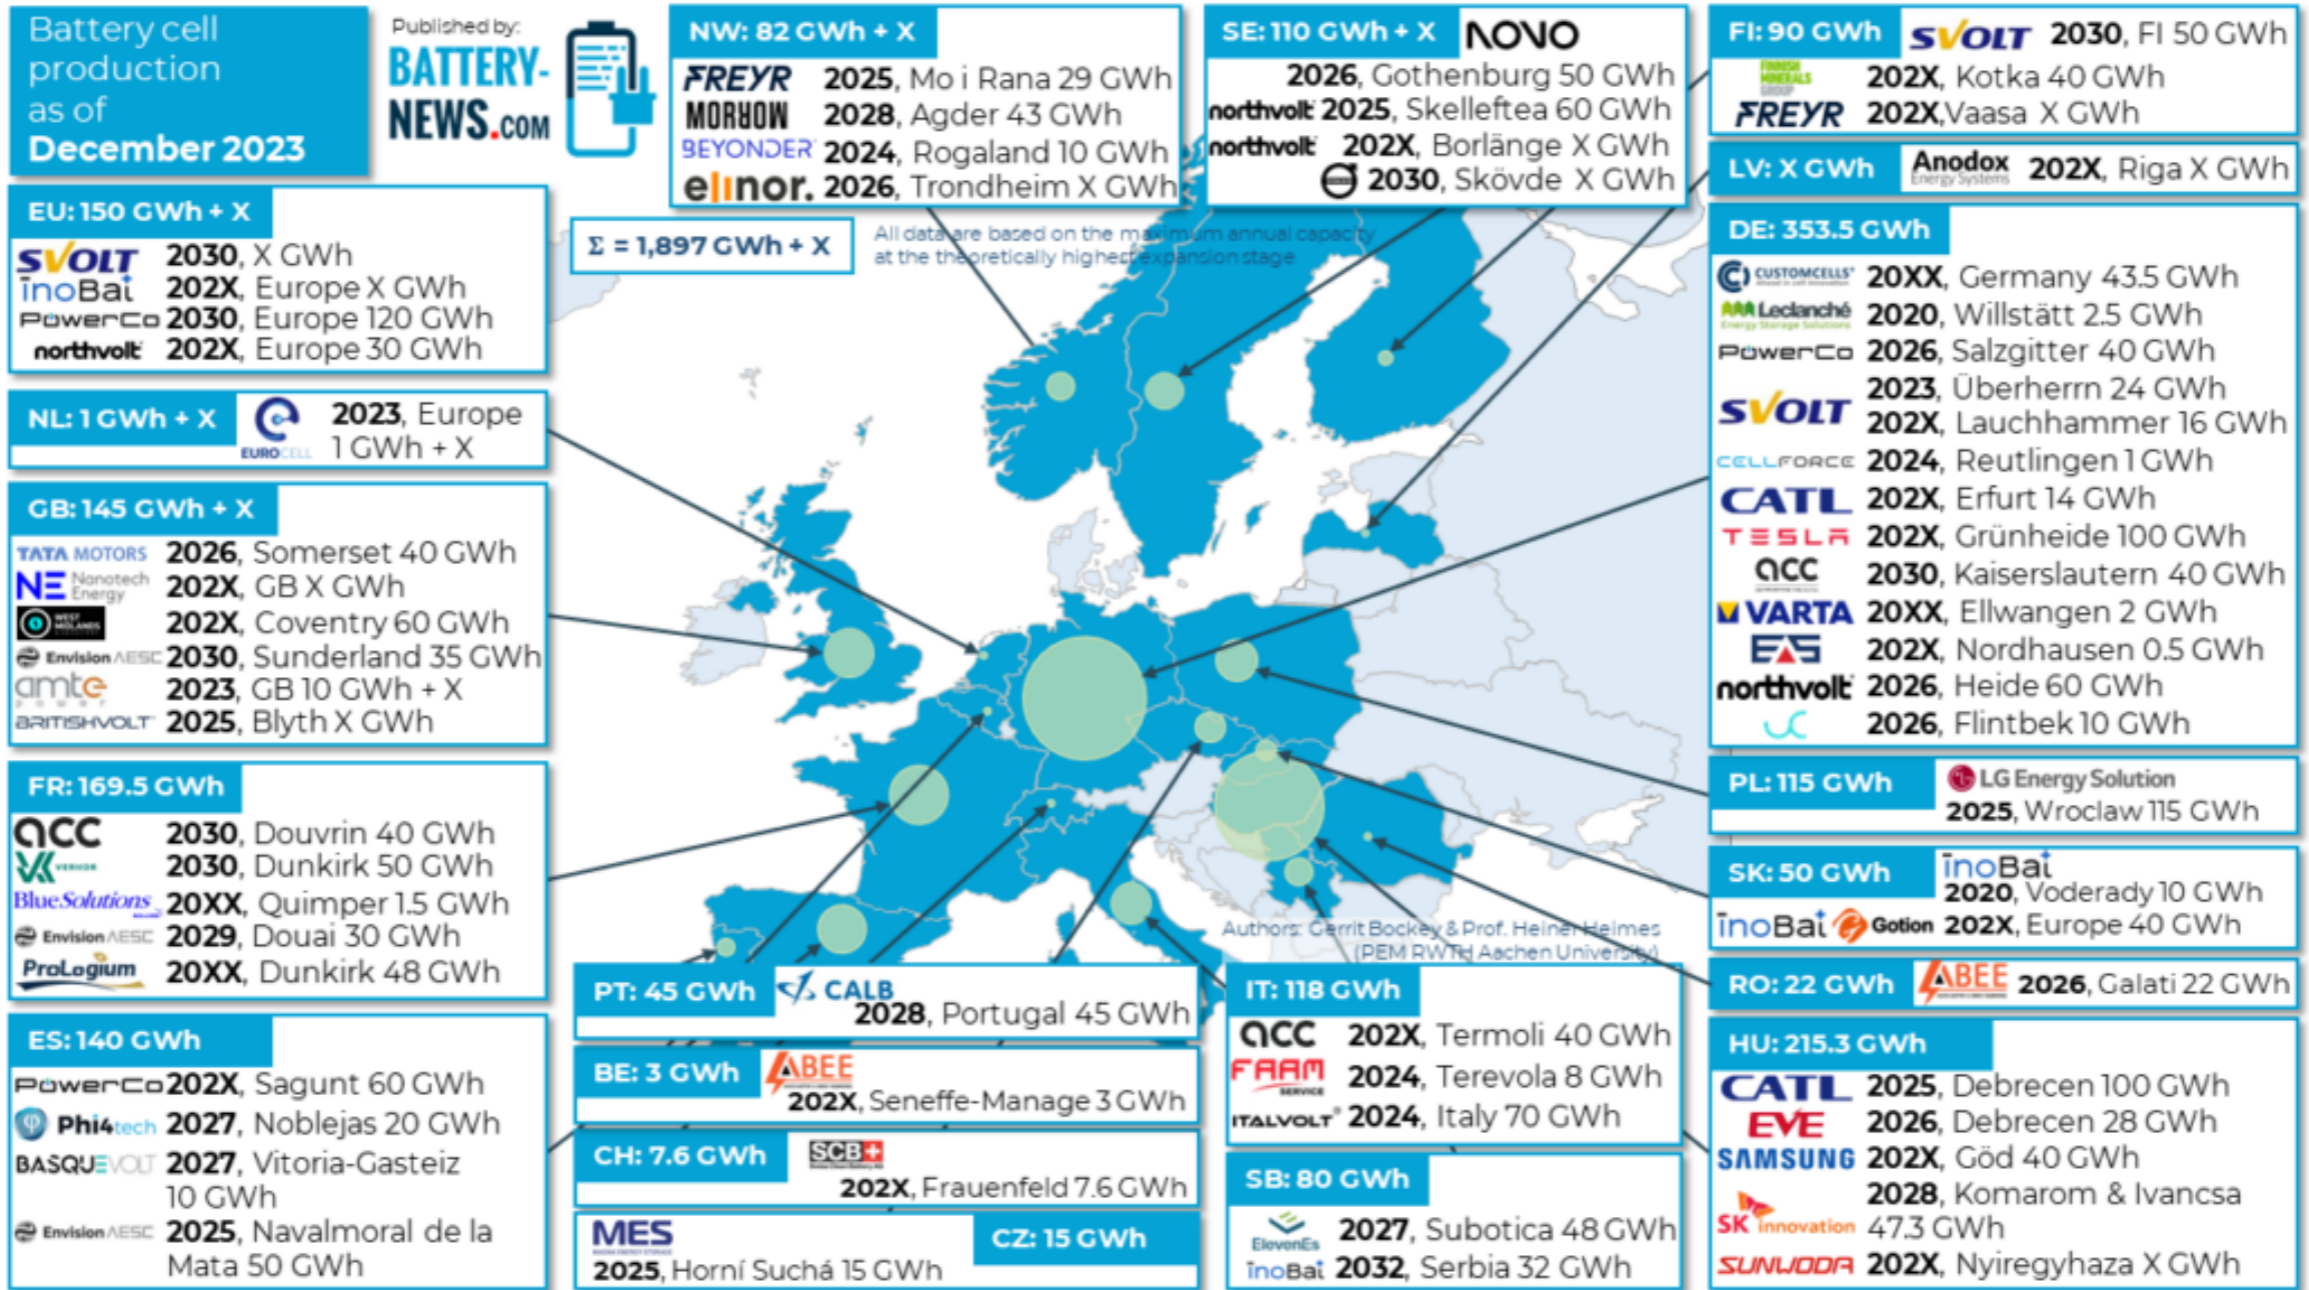 Battery cell
production
as of
December 2023
Published by:
BATTERY-
NEWS.COM
NW: 82 GWh + X
FREYR 2025, Mo i Rana 29 GWh
MORROW 2028, Agder 43 GWh
BEYONDER 2024, Rogaland 10 GWh
elinor. 2026, Trondheim X GWh
SE: 110 GWh + X NOVO
2026, Gothenburg 50 GWh
northvolt 2025, Skelleftea 60 GWh
northvolt 202X, Borlänge X GWh
2030, Skövde X GWh
FI: 90 GWh SVOLT 2030, FI 50 GWh
FINNISH
MINERALS
GROUP
202X, Kotka 40 GWh
FREYR 202X,Vaasa X GWh
LV: X GWh Anodox 202X, Riga X GWh
Energy Systems
Σ = 1,897 GWh + X
All data are based on the maximum annual capacity
at the theoretically highest expansion stage
EU: 150 GWh + X
SVOLT 2030, X GWh
inoBat 202X, Europe X GWh
PowerCo 2030, Europe 120 GWh
northvolt 202X, Europe 30 GWh
NL: 1 GWh + X
EUROCELL
2023, Europe
1 GWh + X
GB: 145 GWh + X
TATA MOTORS 2026, Somerset 40 GWh
NE Nanotech
Energy
202X, GB X GWh
WEST
MIDLANDS
202X, Coventry 60 GWh
Envision AESC 2030, Sunderland 35 GWh
amte
power
2023, GB 10 GWh + X
BRITISHVOLT 2025, Blyth X GWh
FR: 169.5 GWh
acc 2030, Douvrin 40 GWh
VERKOR 2030, Dunkirk 50 GWh
BlueSolutions 20XX, Quimper 1.5 GWh
Envision AESC 2029, Douai 30 GWh
ProLogium 20XX, Dunkirk 48 GWh
ES: 140 GWh
PowerCo 202X, Sagunt 60 GWh
Phi4tech 2027, Noblejas 20 GWh
BASQUEVOLT 2027, Vitoria-Gasteiz
10 GWh
Envision AESC 2025, Navalmoral de la
Mata 50 GWh
DE: 353.5 GWh
CUSTOMCELLS 20XX, Germany 43.5 GWh
Leclanché
Energy Storage Solutions
2020, Willstätt 2.5 GWh
PowerCo 2026, Salzgitter 40 GWh
SVOLT
2023, Überherrn 24 GWh
202X, Lauchhammer 16 GWh
CELLFORCE 2024, Reutlingen 1 GWh
CATL 202X, Erfurt 14 GWh
TESLA 202X, Grünheide 100 GWh
acc 2030, Kaiserslautern 40 GWh
VARTA 20XX, Ellwangen 2 GWh
EAS 202X, Nordhausen 0.5 GWh
northvolt 2026, Heide 60 GWh
2026, Flintbek 10 GWh
PL: 115 GWh
LG Energy Solution
2025, Wroclaw 115 GWh
SK: 50 GWh
inoBat
2020, Voderady 10 GWh
inoBat Gotion 202X, Europe 40 GWh
RO: 22 GWh ABEE 2026, Galati 22 GWh
HU: 215.3 GWh
CATL 2025, Debrecen 100 GWh
EVE 2026, Debrecen 28 GWh
SAMSUNG 202X, Göd 40 GWh
SK innovation
2028, Komarom & Ivancsa
47.3 GWh
SUNWODA 202X, Nyiregyhaza X GWh
Authors: Gerrit Bockey & Prof. Heiner Heimes
(PEM RWTH Aachen University)
PT: 45 GWh CALB
2028, Portugal 45 GWh
BE: 3 GWh ABEE
202X, Seneffe-Manage 3 GWh
CH: 7.6 GWh SCB+
202X, Frauenfeld 7.6 GWh
MES
CZ: 15 GWh
2025, Horní Suchá 15 GWh
IT: 118 GWh
acc 202X, Termoli 40 GWh
FAAM
SERVICE
2024, Terevola 8 GWh
ITALVOLT 2024, Italy 70 GWh
SB: 80 GWh
ElevenEs 2027, Subotica 48 GWh
inoBat 2032, Serbia 32 GWh